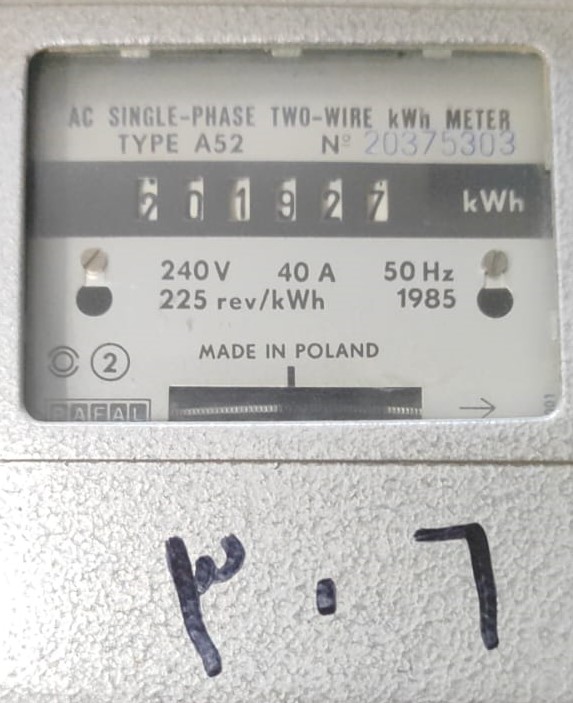 AC SINGLE-PHASE TWO-WIRE kWh METER
TYPE A52 Nº 20375303
201927 kWh
240V 40 A 50 Hz
225 rev/kWh 1985
MADE IN POLAND
2
PAFAL
٣٠٦